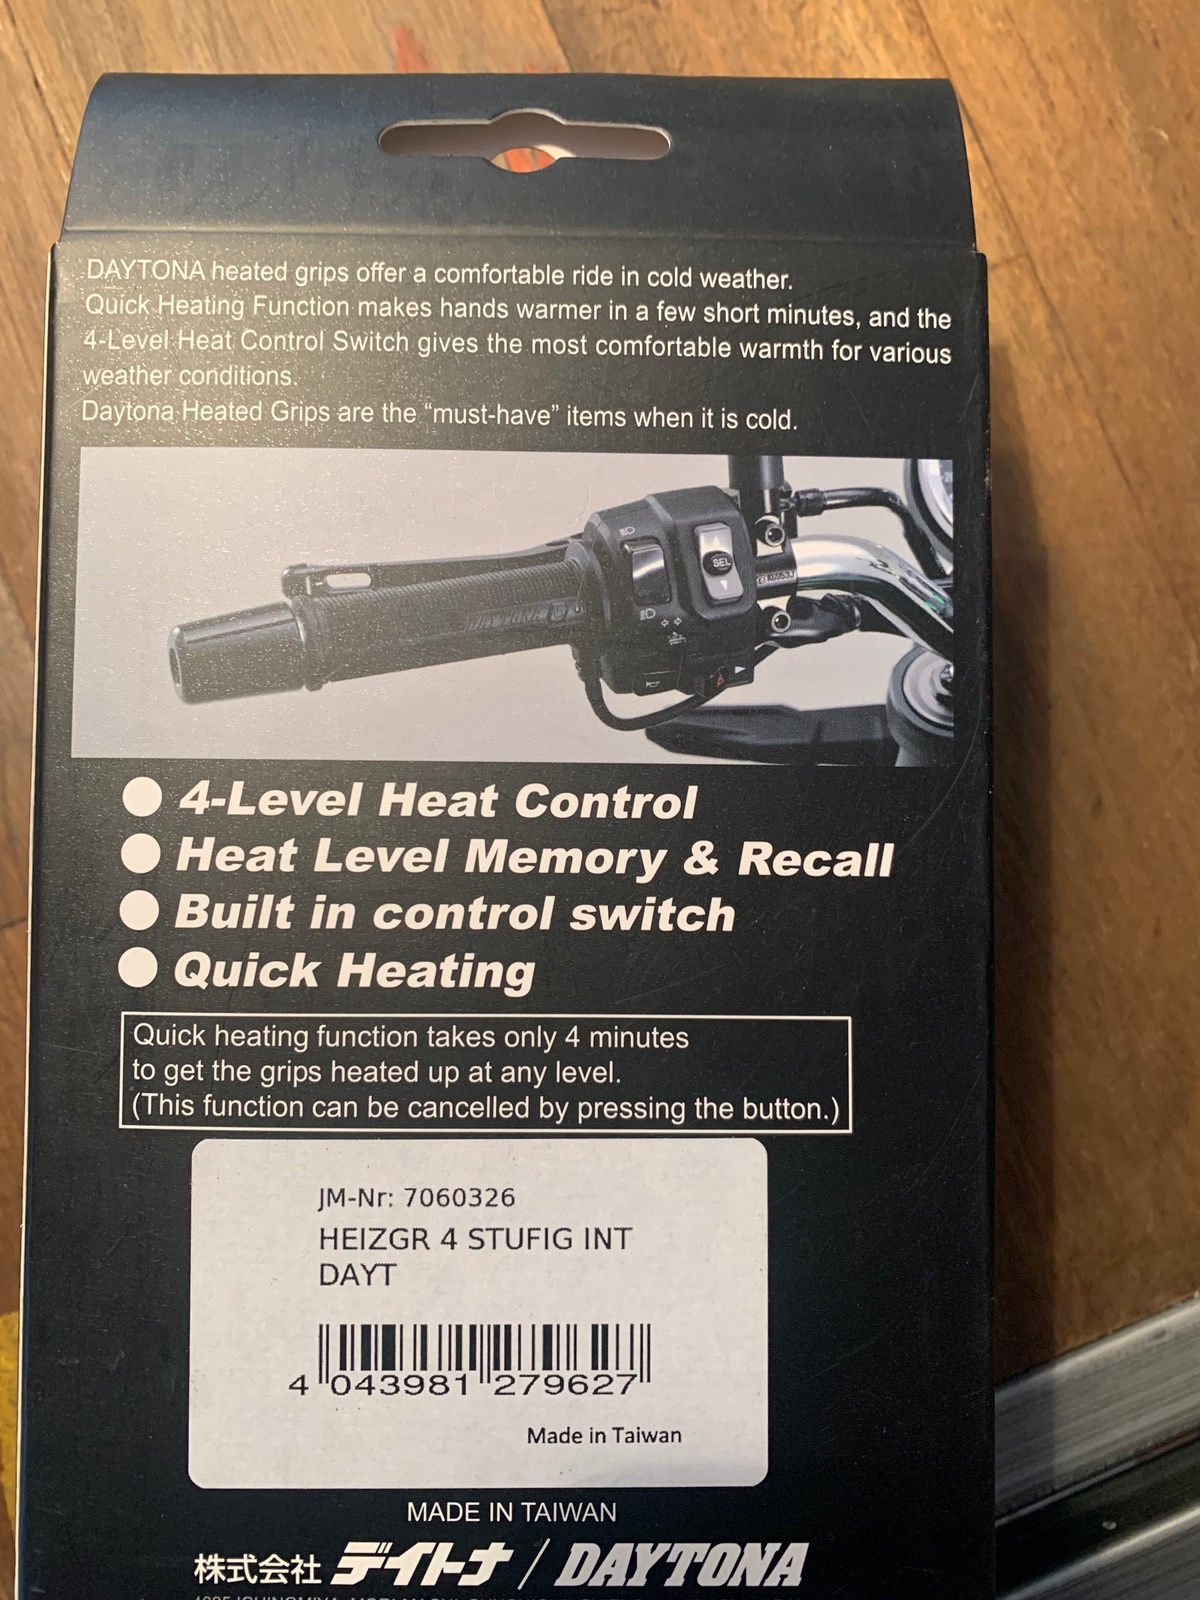 DAYTONA heated grips offer a comfortable ride in cold weather.
Quick Heating Function makes hands warmer in a few short minutes, and the
4-Level Heat Control Switch gives the most comfortable warmth for various
weather conditions.
Daytona Heated Grips are the “must-have” items when it is cold.
SEL
DAYTONA
4-Level Heat Control
Heat Level Memory & Recall
Built in control switch
Quick Heating
Quick heating function takes only 4 minutes
to get the grips heated up at any level.
(This function can be cancelled by pressing the button.)
JM-Nr: 7060326
HEIZGR 4 STUFIG INT
DAYT
4 043981 279627
Made in Taiwan
MADE IN TAIWAN
株式会社 デイトナ / DAYTONA